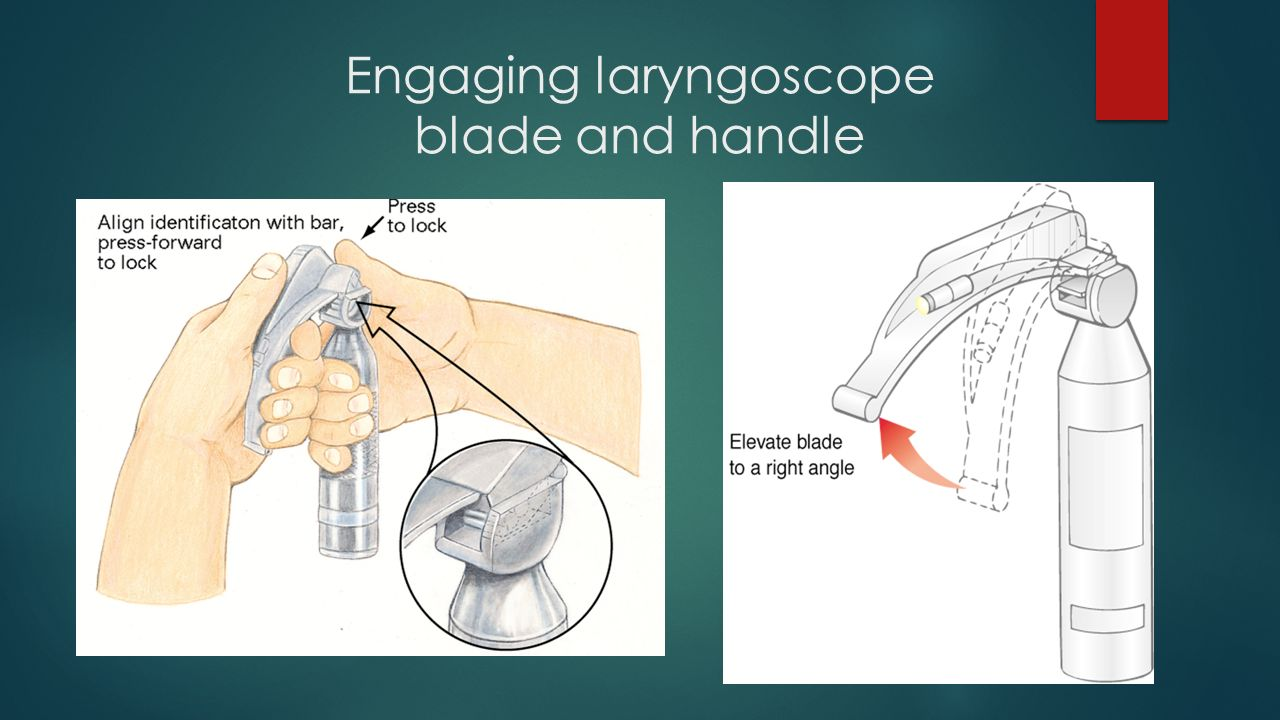 Engaging laryngoscope
blade and handle
Align identificaton with bar,
press-forward
to lock
Press
to lock
Elevate blade
to a right angle